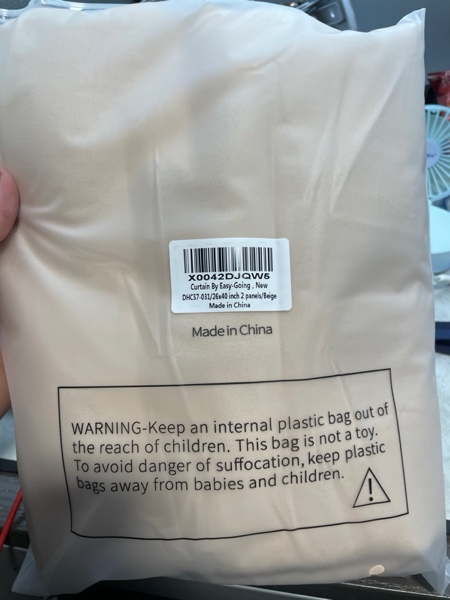 X0042DJQW5
Curtain By Easy-Going , New
DHCS7-031/26x40 inch 2 panels/Beige
Made in China
Made in China
WARNING-Keep an internal plastic bag out of
the reach of children. This bag is not a toy.
To avoid danger of suffocation, keep plastic
bags away from babies and children.